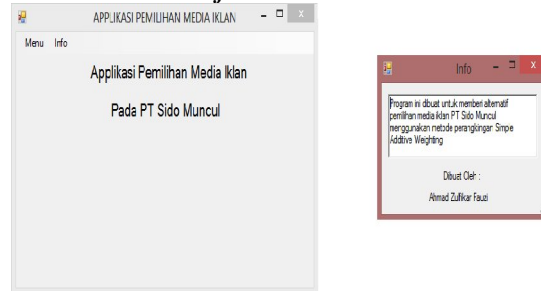 APPLIKASI PEMILIHAN MEDIA IKLAN
Menu Info
Applikasi Pemilihan Media Iklan
Pada PT Sido Muncul
Info
Program ini dibuat untuk memberi alternatif
pemilihan media iklan PT Sido Muncul
menggunakan metode perangkingan Simple
Additive Weighting
Dibuat Oleh :
Ahmad Zulfikar Fauzi